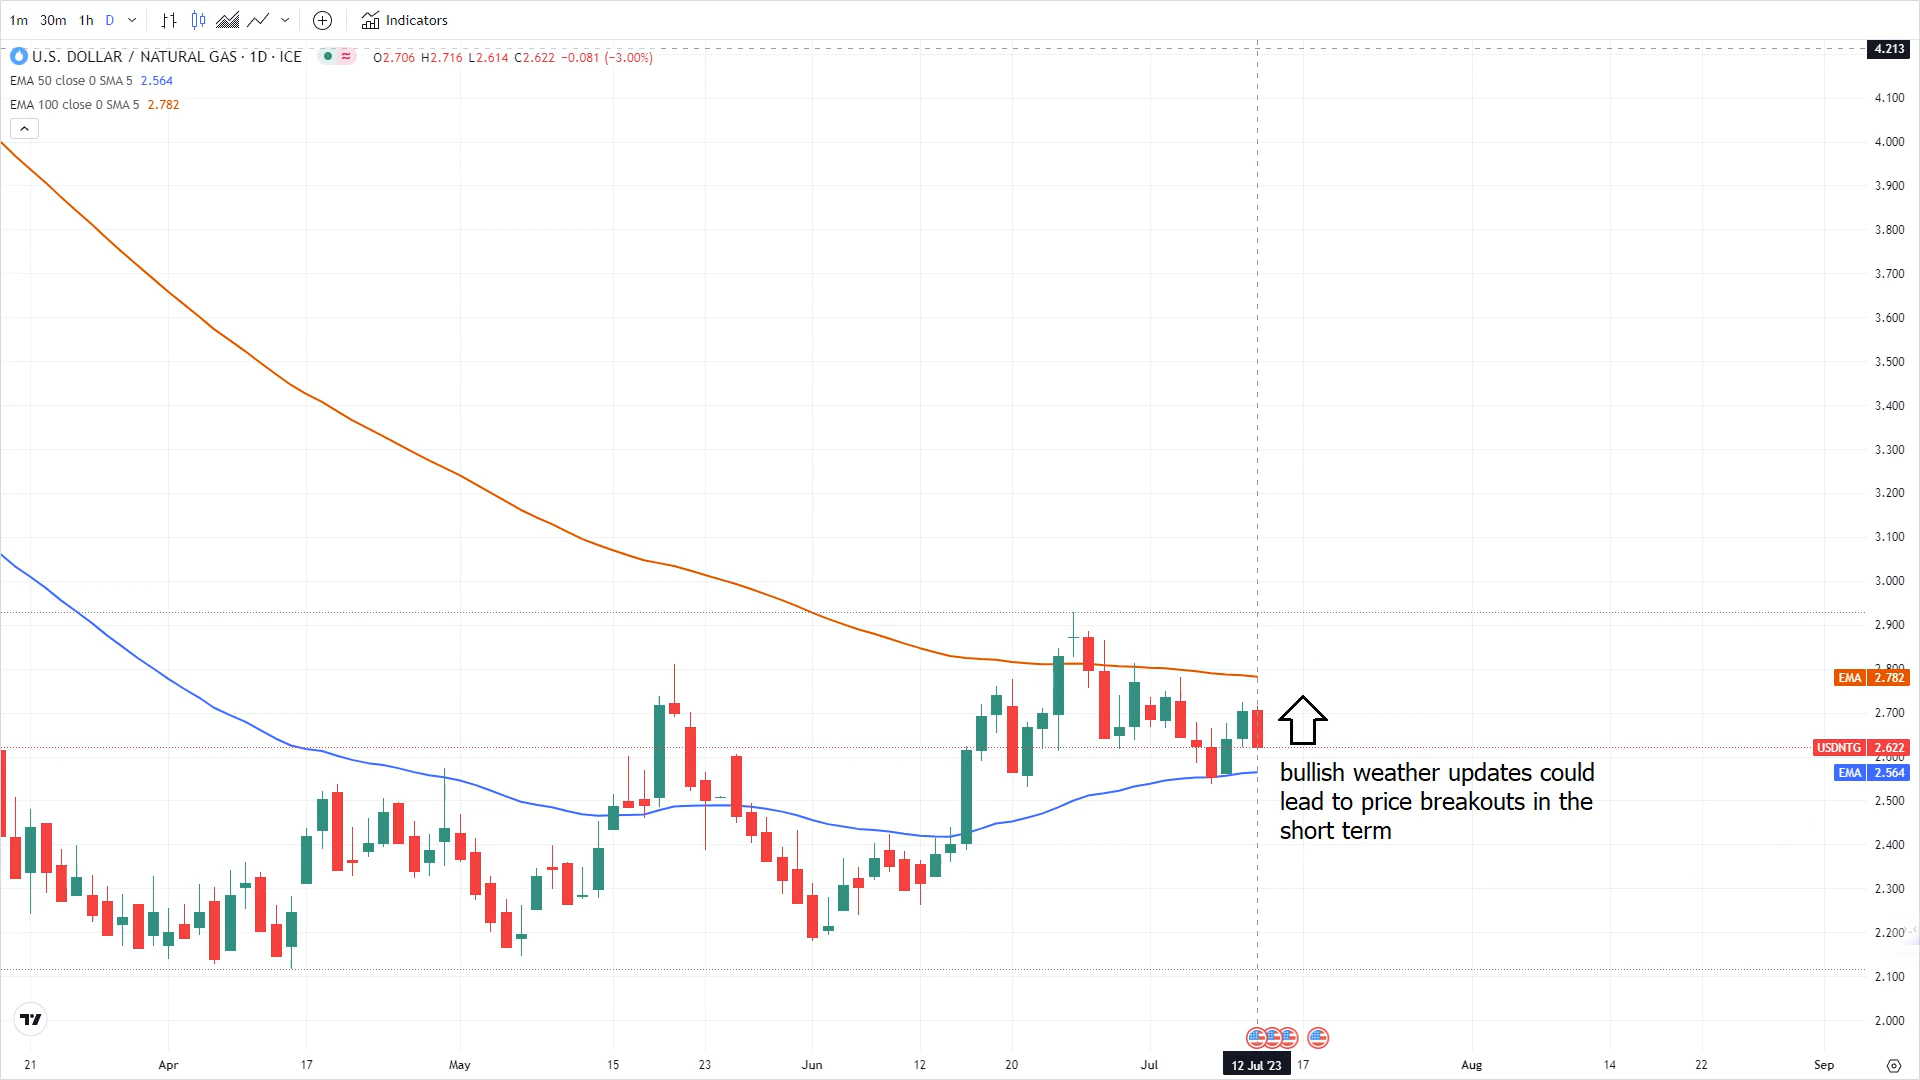 1m 30m 1h D Indicators
U.S. DOLLAR / NATURAL GAS · 1D · ICE O2.706 H2.716 L2.614 C2.622 −0.081 (−3.00%)
EMA 50 close 0 SMA 5 2.564
EMA 100 close 0 SMA 5 2.782
4.213
4.100
4.000
3.900
3.800
3.700
3.600
3.500
3.400
3.300
3.200
3.100
3.000
2.900
2.800
EMA 2.782
2.700
USDNTG 2.622
2.600
EMA 2.564
bullish weather updates could
lead to price breakouts in the
short term
2.500
2.400
2.300
2.200
2.100
2.000
21 Apr 17 May 15 23 Jun 12 20 Jul 12 Jul '23 17 Aug 14 22 Sep